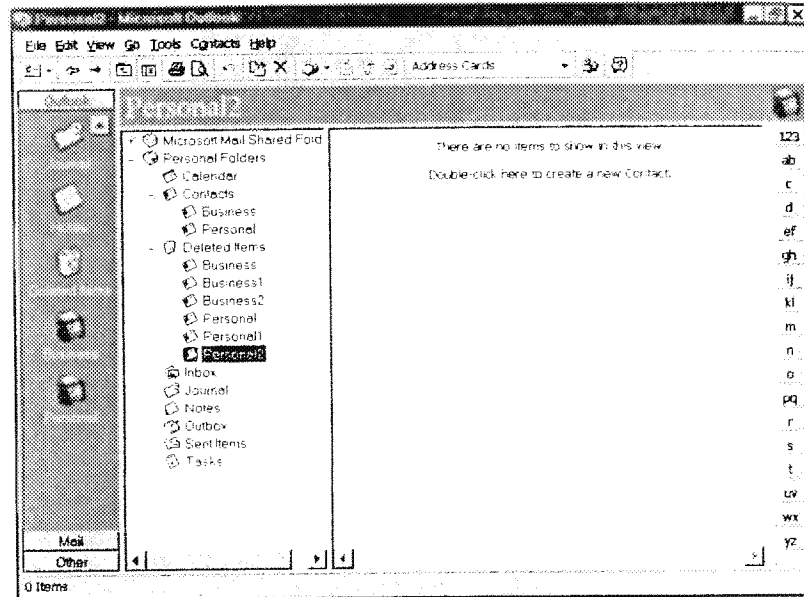 Personal2 - Microsoft Outlook
File Edit View Go Tools Contacts Help
Address Cards
Outlook
Personal2
Microsoft Mail Shared Fold
Personal Folders
Calendar
Contacts
Business
Personal
Deleted Items
Business
Business1
Business2
Personal
Personal1
Personal2
Inbox
Journal
Notes
Outbox
Sent Items
Tasks
There are no items to show in this view.
Double-click here to create a new Contact.
123
ab
c
d
ef
gh
ij
kl
m
n
o
pq
r
s
t
uv
wx
yz
Mail
Other
0 Items